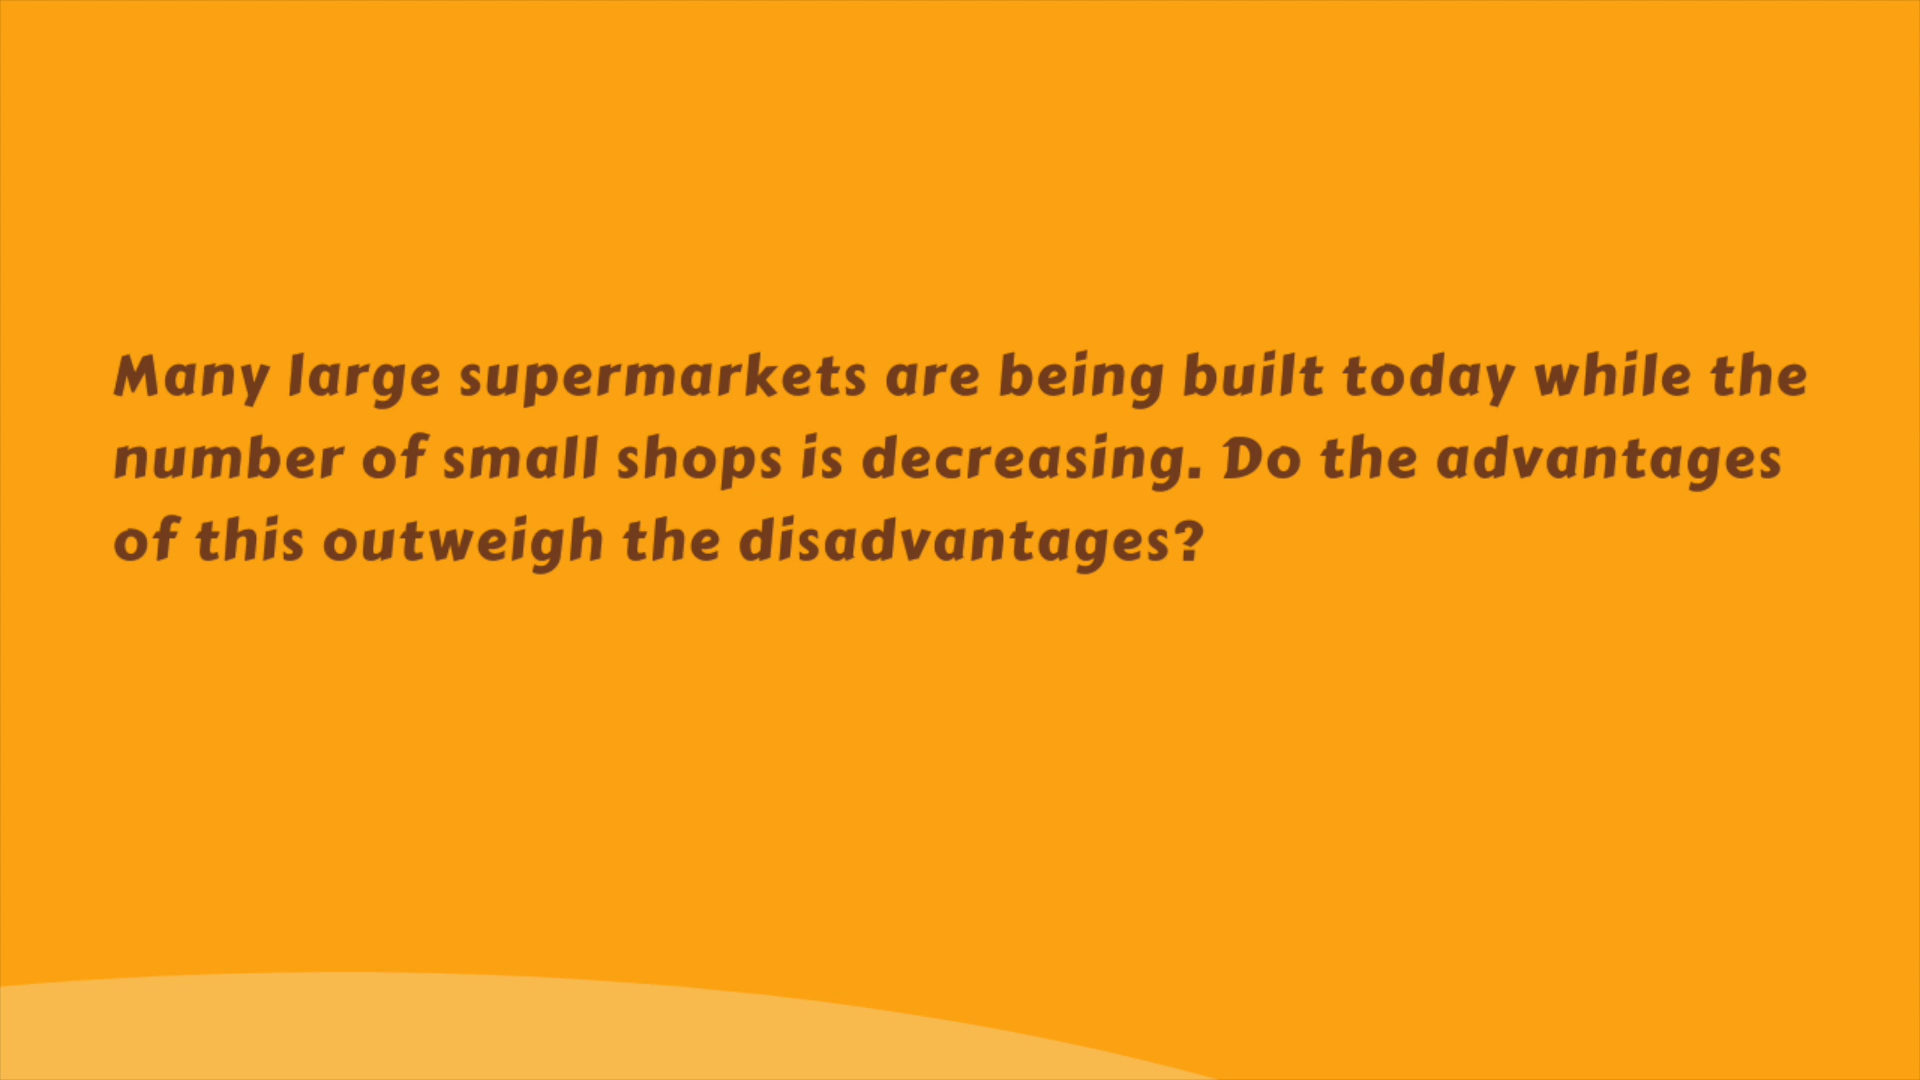 Many large supermarkets are being built today while the
number of small shops is decreasing. Do the advantages
of this outweigh the disadvantages?